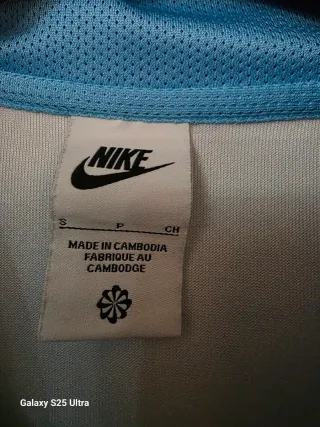 NIKE
S P CH
MADE IN CAMBODIA
FABRIQUE AU
CAMBODGE
Galaxy S25 Ultra